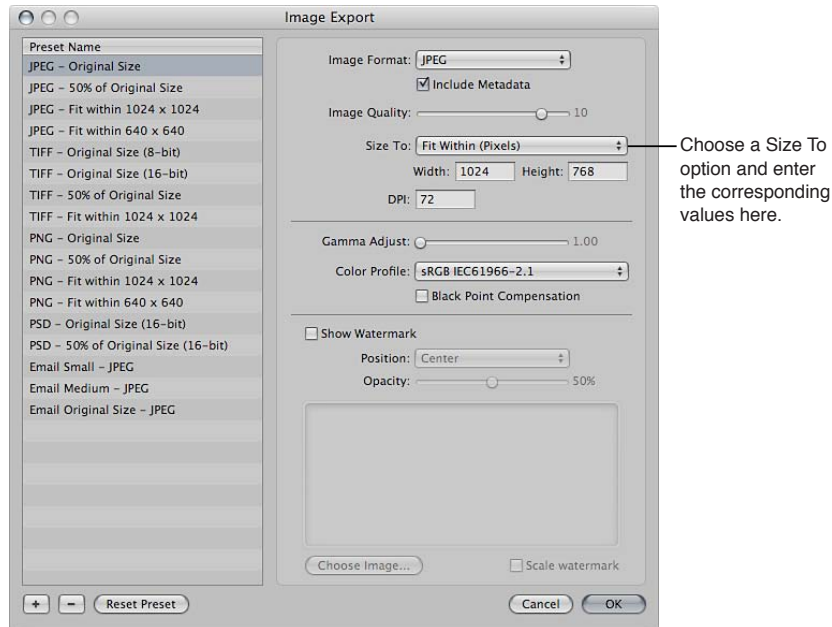 Image Export
Preset Name
JPEG – Original Size
JPEG – 50% of Original Size
JPEG – Fit within 1024 x 1024
JPEG – Fit within 640 x 640
TIFF – Original Size (8-bit)
TIFF – Original Size (16-bit)
TIFF – 50% of Original Size
TIFF – Fit within 1024 x 1024
PNG – Original Size
PNG – 50% of Original Size
PNG – Fit within 1024 x 1024
PNG – Fit within 640 x 640
PSD – Original Size (16-bit)
PSD – 50% of Original Size (16-bit)
Email Small – JPEG
Email Medium – JPEG
Email Original Size – JPEG
+ – Reset Preset
Image Format: JPEG
Include Metadata
Image Quality: 10
Size To: Fit Within (Pixels)
Width: 1024 Height: 768
DPI: 72
Gamma Adjust: 1.00
Color Profile: sRGB IEC61966-2.1
Black Point Compensation
Show Watermark
Position: Center
Opacity: 50%
Choose Image... Scale watermark
Cancel OK
Choose a Size To
option and enter
the corresponding
values here.